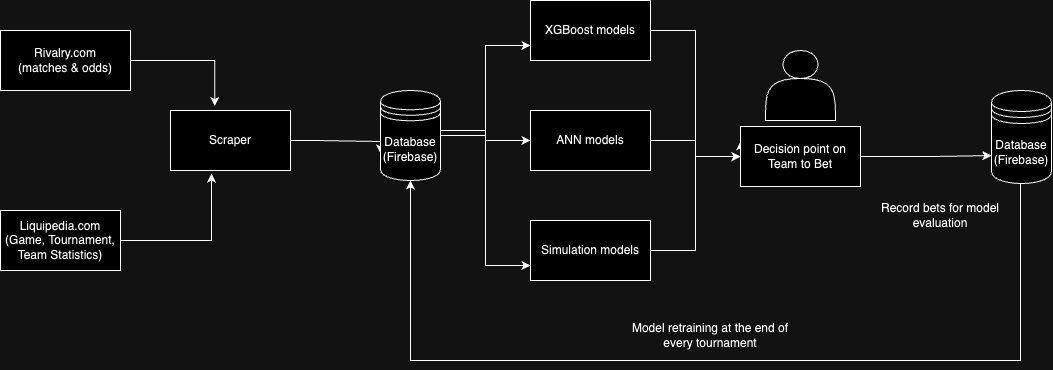 Rivalry.com
(matches & odds)
Scraper
Liquipedia.com
(Game, Tournament,
Team Statistics)
Database
(Firebase)
XGBoost models
ANN models
Simulation models
Decision point on
Team to Bet
Database
(Firebase)
Record bets for model
evaluation
Model retraining at the end of
every tournament